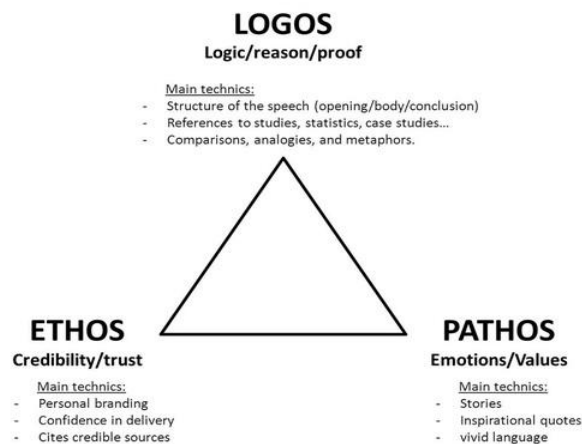 LOGOS
Logic/reason/proof
Main technics:
- Structure of the speech (opening/body/conclusion)
- References to studies, statistics, case studies...
- Comparisons, analogies, and metaphors.
ETHOS
Credibility/trust
Main technics:
- Personal branding
- Confidence in delivery
- Cites credible sources
PATHOS
Emotions/Values
Main technics:
- Stories
- Inspirational quotes
- vivid language